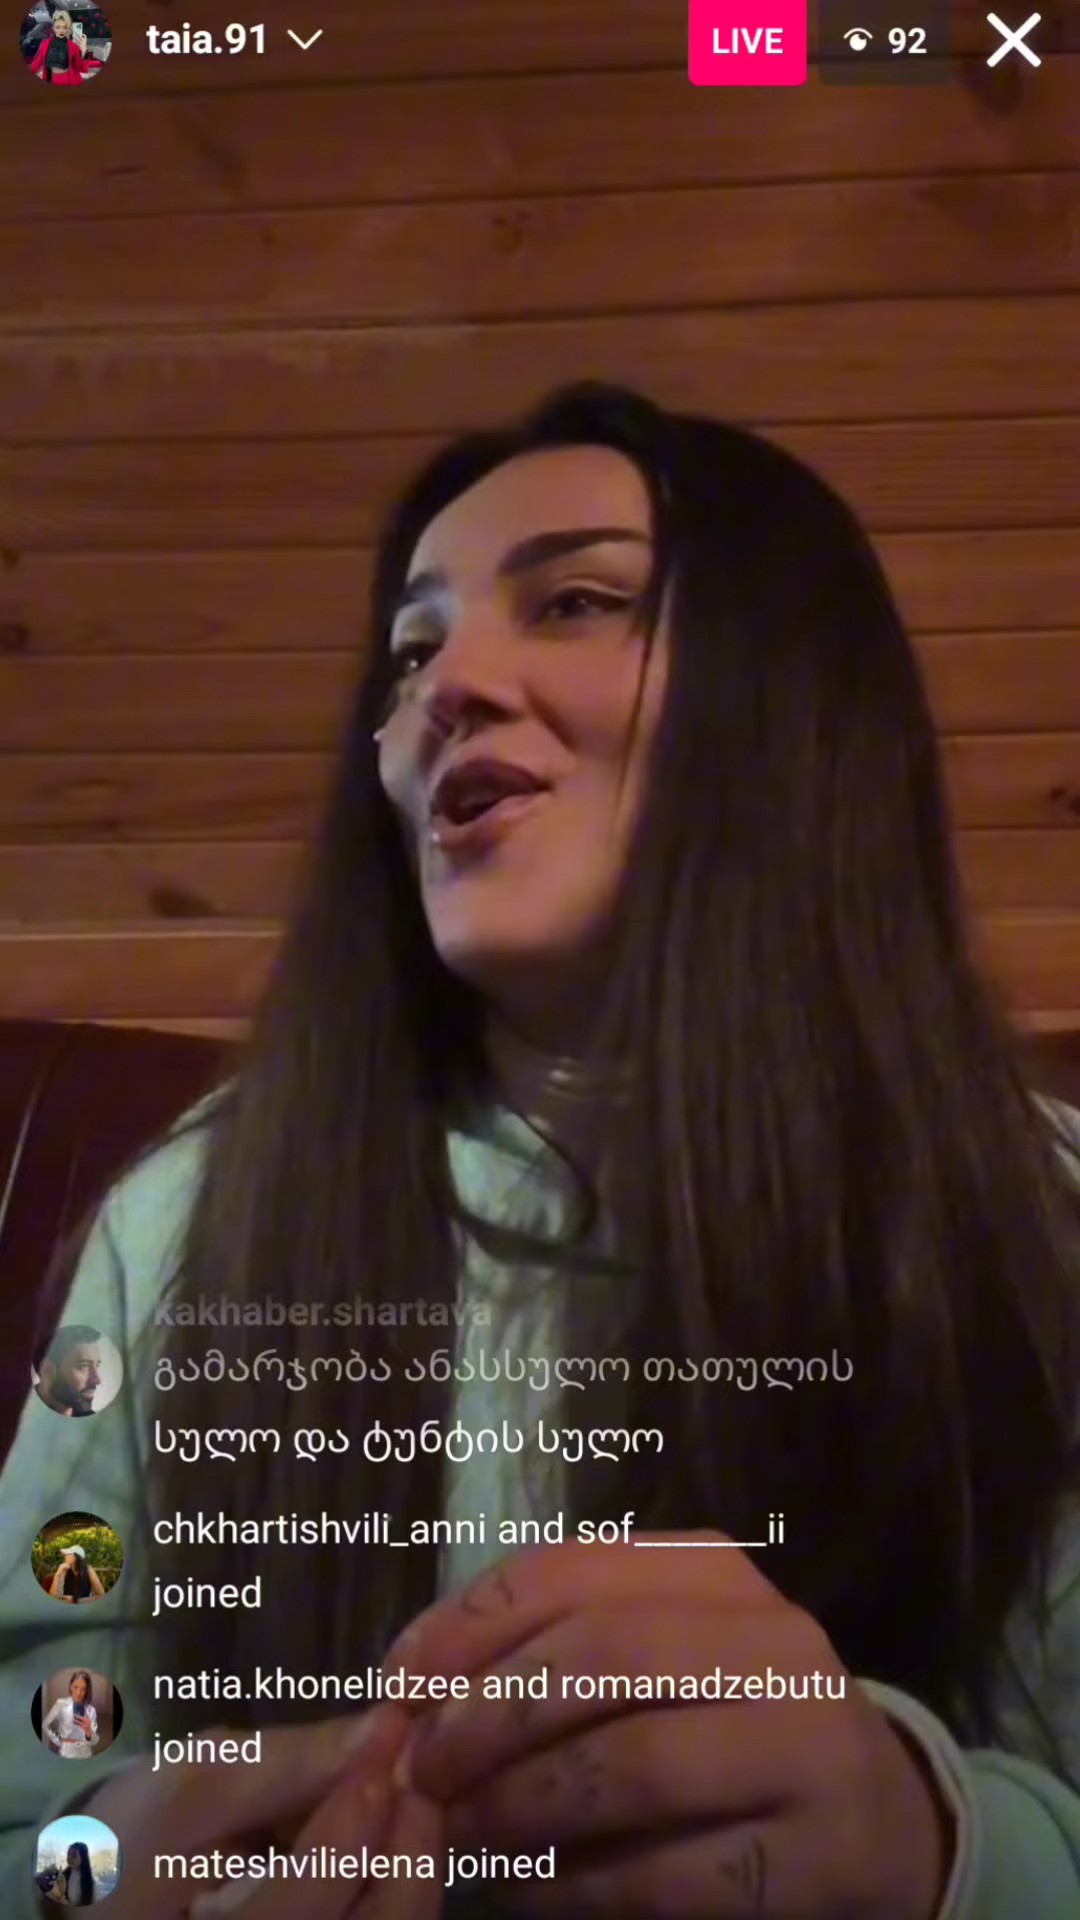 taia.91
LIVE
92
kakhaber.shartava
გამარჯობა ანასსულო თათულის
სულო და ტუნტის სულო
chkhartishvili_anni and sof_______ii
joined
natia.khonelidzee and romanadzebutu
joined
mateshvilielena joined